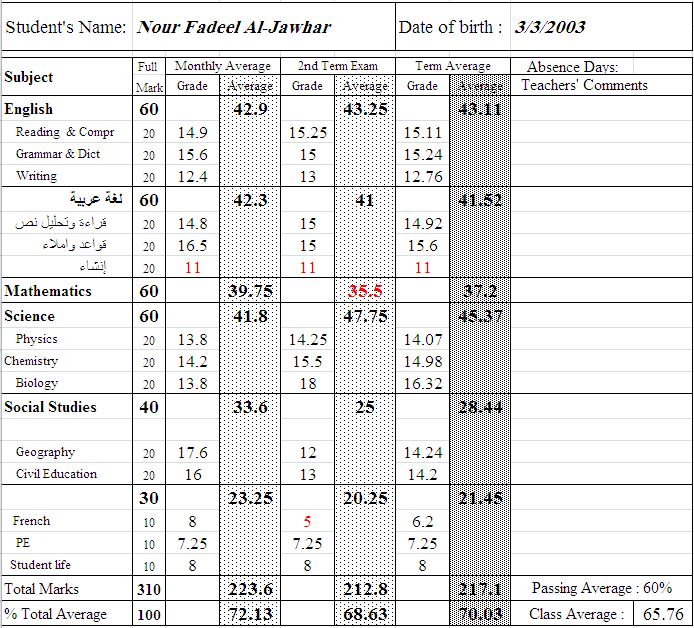 Student's Name: Nour Fadeel Al-Jawhar Date of birth : 3/3/2003
Subject Full Mark Monthly Average 2nd Term Exam Term Average Absence Days:
Grade Average Grade Average Grade Average Teachers' Comments
English 60 42.9 43.25 43.11
Reading & Compr 20 14.9 15.25 15.11
Grammar & Dict 20 15.6 15 15.24
Writing 20 12.4 13 12.76
لغة عربية 60 42.3 41 41.52
قراءة وتحليل نص 20 14.8 15 14.92
قواعد واملاء 20 16.5 15 15.6
إنشاء 20 11 11 11
Mathematics 60 39.75 35.5 37.2
Science 60 41.8 47.75 45.37
Physics 20 13.8 14.25 14.07
Chemistry 20 14.2 15.5 14.98
Biology 20 13.8 18 16.32
Social Studies 40 33.6 25 28.44
Geography 20 17.6 12 14.24
Civil Education 20 16 13 14.2
30 23.25 20.25 21.45
French 10 8 5 6.2
PE 10 7.25 7.25 7.25
Student life 10 8 8 8
Total Marks 310 223.6 212.8 217.1 Passing Average : 60%
% Total Average 100 72.13 68.63 70.03 Class Average : 65.76